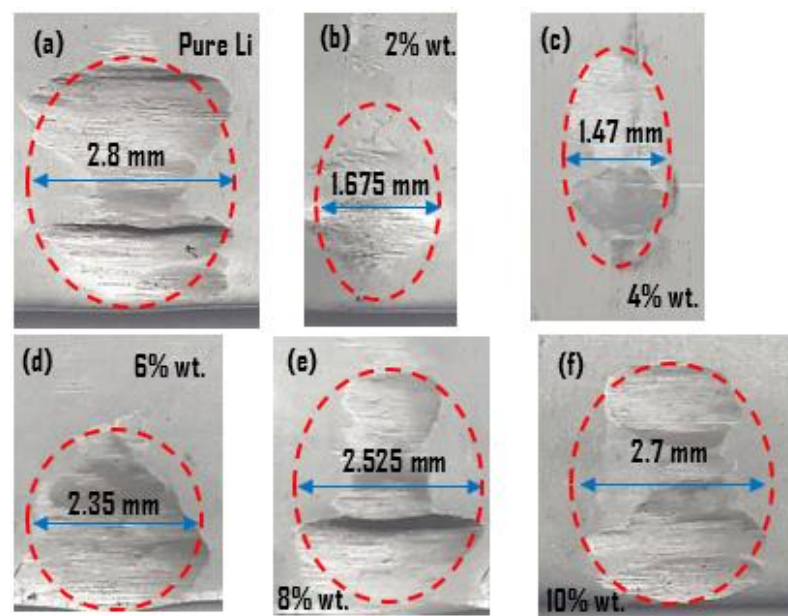 (a)
Pure Li
2.8 mm
(b)
2% wt.
1.675 mm
(c)
1.47 mm
4% wt.
(d)
6% wt.
2.35 mm
(e)
2.525 mm
8% wt.
(f)
2.7 mm
10% wt.